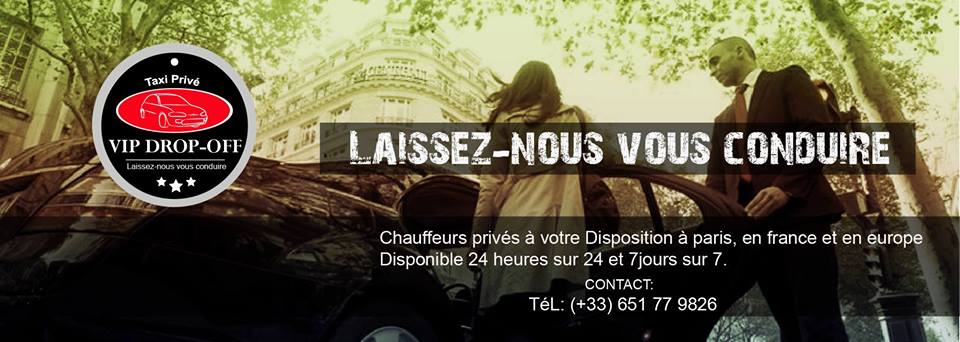 Taxi Privé
VIP DROP-OFF
Laissez-nous vous conduire
LAISSEZ-NOUS VOUS CONDUIRE
Chauffeurs privés à votre Disposition à paris, en france et en europe
Disponible 24 heures sur 24 et 7jours sur 7.
CONTACT:
TéL: (+33) 651 77 9826